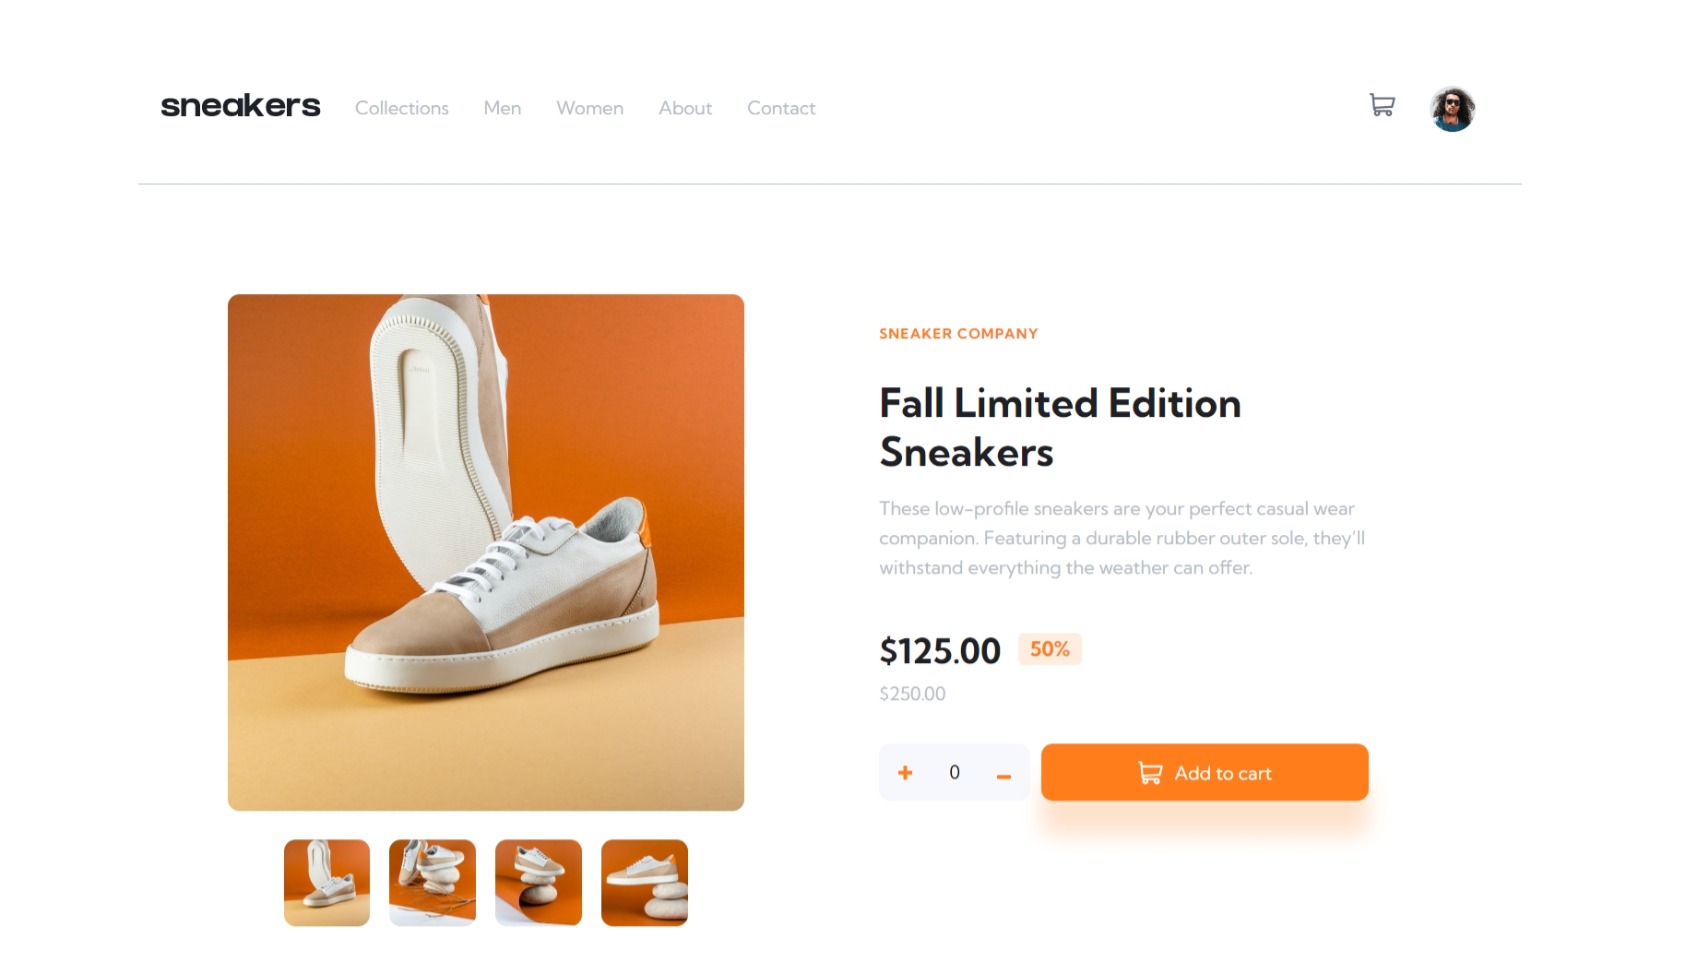 sneakers Collections Men Women About Contact
SNEAKER COMPANY
Fall Limited Edition
Sneakers
These low-profile sneakers are your perfect casual wear
companion. Featuring a durable rubber outer sole, they'll
withstand everything the weather can offer.
$125.00 50%
$250.00
+ 0 - Add to cart